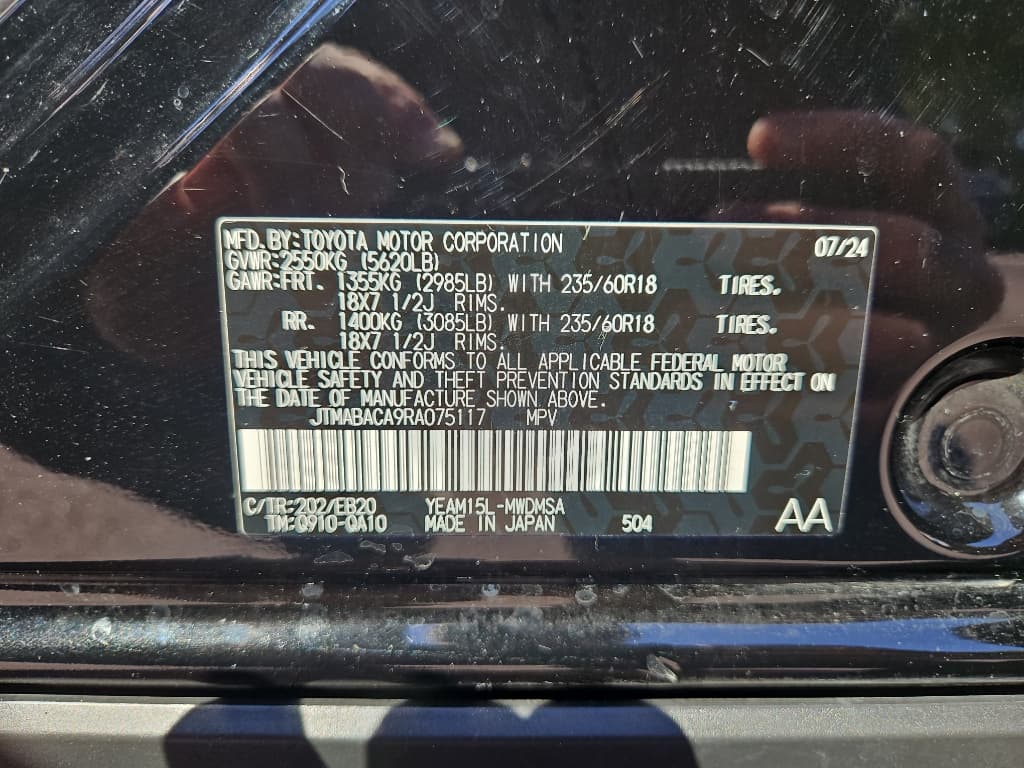 MFD.BY:TOYOTA MOTOR CORPORATION 07/24
GVWR:2550KG (5620LB)
GAWR:FRT. 1355KG (2985LB) WITH 235/60R18 TIRES.
18X7 1/2J RIMS.
RR. 1400KG (3085LB) WITH 235/60R18 TIRES.
18X7 1/2J RIMS.
THIS VEHICLE CONFORMS TO ALL APPLICABLE FEDERAL MOTOR
VEHICLE SAFETY AND THEFT PREVENTION STANDARDS IN EFFECT ON
THE DATE OF MANUFACTURE SHOWN ABOVE.
JTMABACA9RA075117 MPV
C/TR:202/EB20 YEAM15L-MWDMSA
TM:Q910-QA10 MADE IN JAPAN 504 AA